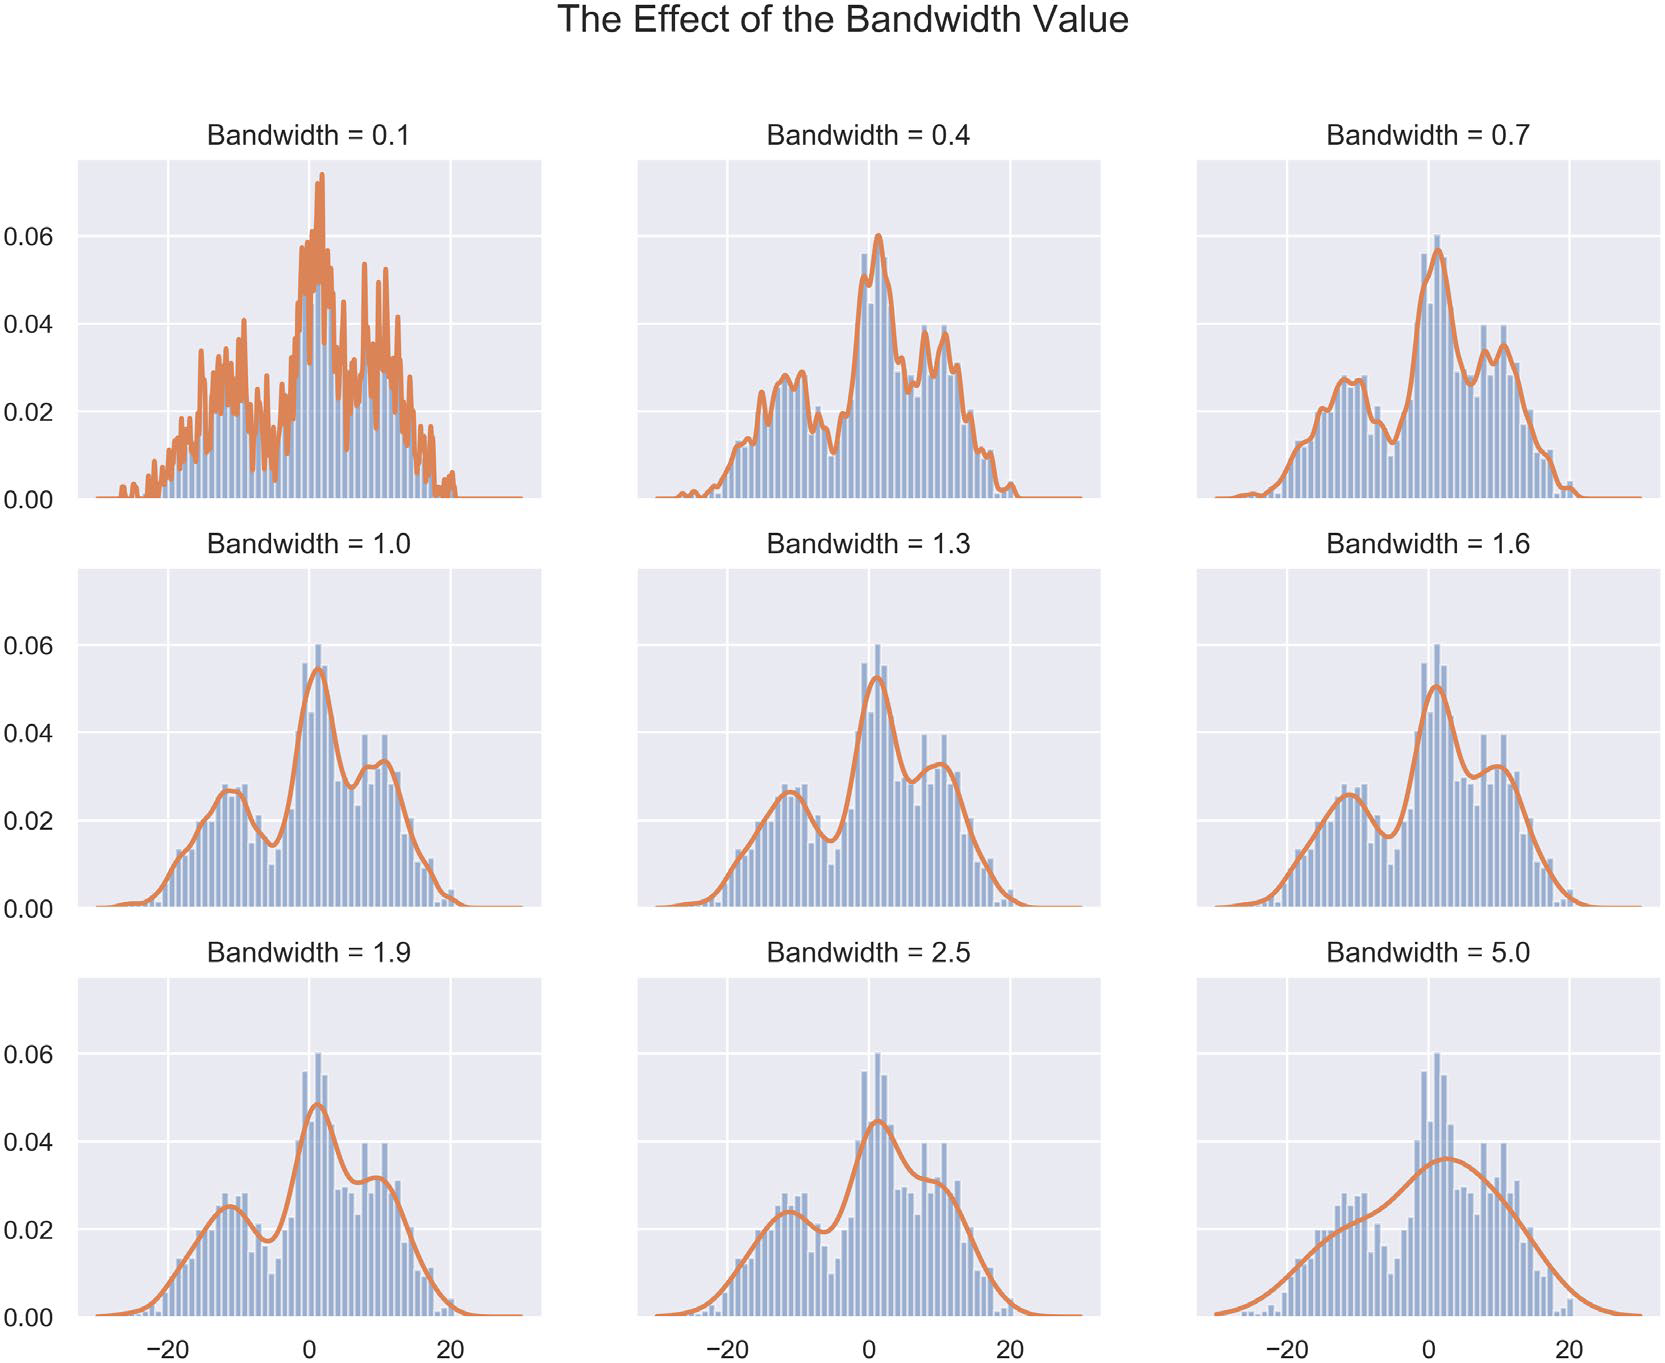 The Effect of the Bandwidth Value
Bandwidth = 0.1
Bandwidth = 0.4
Bandwidth = 0.7
0.06
0.04
0.02
0.00
Bandwidth = 1.0
Bandwidth = 1.3
Bandwidth = 1.6
0.06
0.04
0.02
0.00
Bandwidth = 1.9
Bandwidth = 2.5
Bandwidth = 5.0
0.06
0.04
0.02
0.00
−20 0 20
−20 0 20
−20 0 20